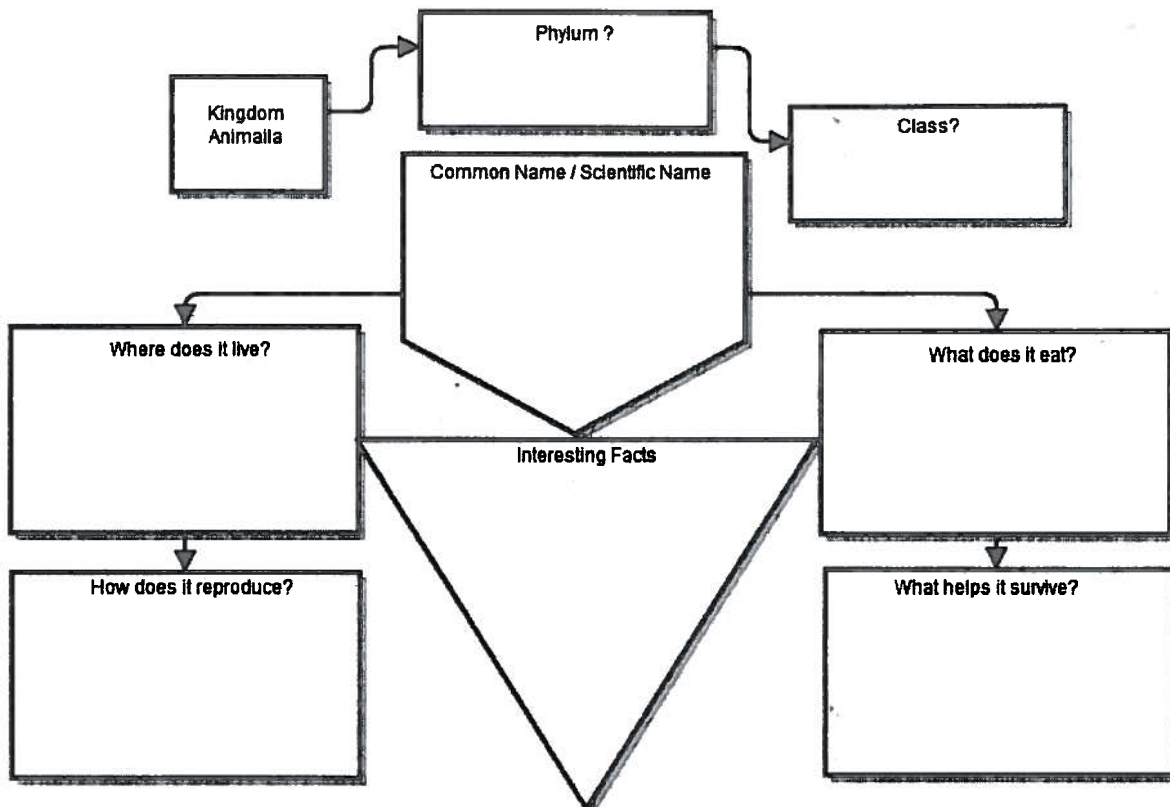 Phylum ?
Kingdom
Animalia
Class?
Common Name / Scientific Name
Where does it live?
What does it eat?
Interesting Facts
How does it reproduce?
What helps it survive?